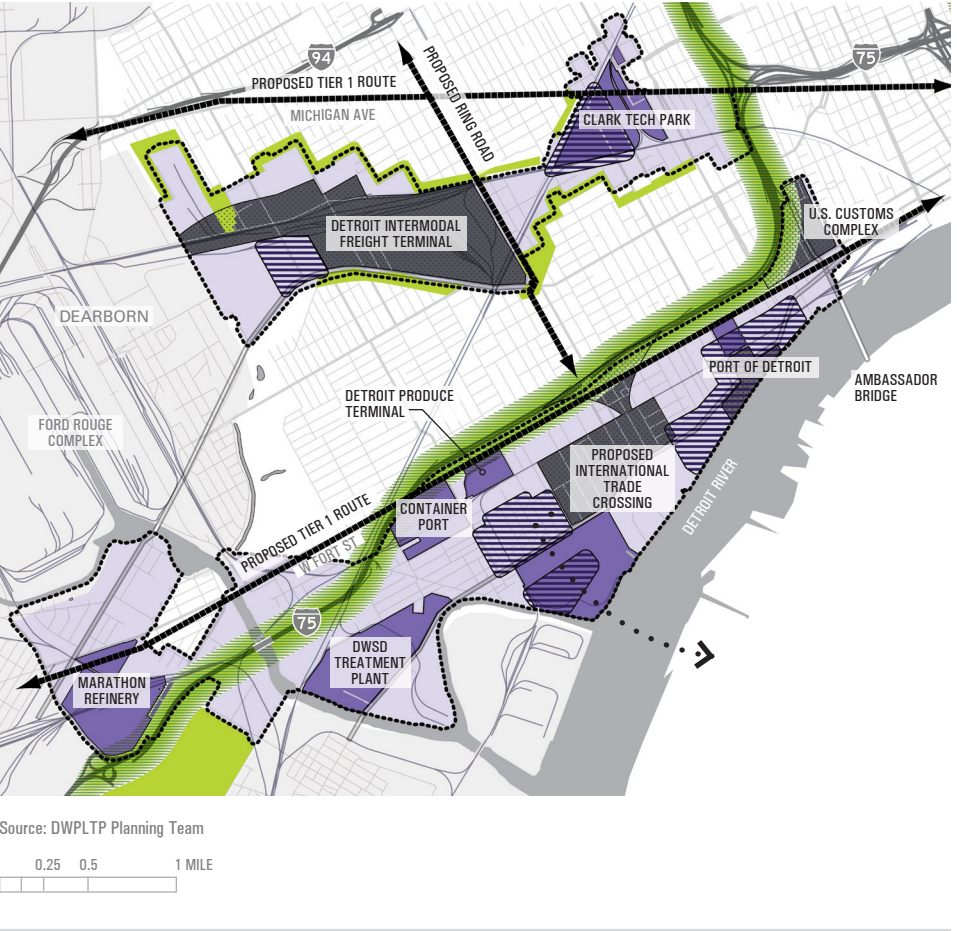 94
75
PROPOSED TIER 1 ROUTE
MICHIGAN AVE
PROPOSED RING ROAD
CLARK TECH PARK
U.S. CUSTOMS
COMPLEX
DETROIT INTERMODAL
FREIGHT TERMINAL
DEARBORN
PORT OF DETROIT
AMBASSADOR
BRIDGE
DETROIT PRODUCE
TERMINAL
FORD ROUGE
COMPLEX
PROPOSED
INTERNATIONAL
TRADE
CROSSING
DETROIT RIVER
CONTAINER
PORT
PROPOSED TIER 1 ROUTE
W FORT ST
75
DWSD
TREATMENT
PLANT
MARATHON
REFINERY
Source: DWPLTP Planning Team
0.25 0.5 1 MILE